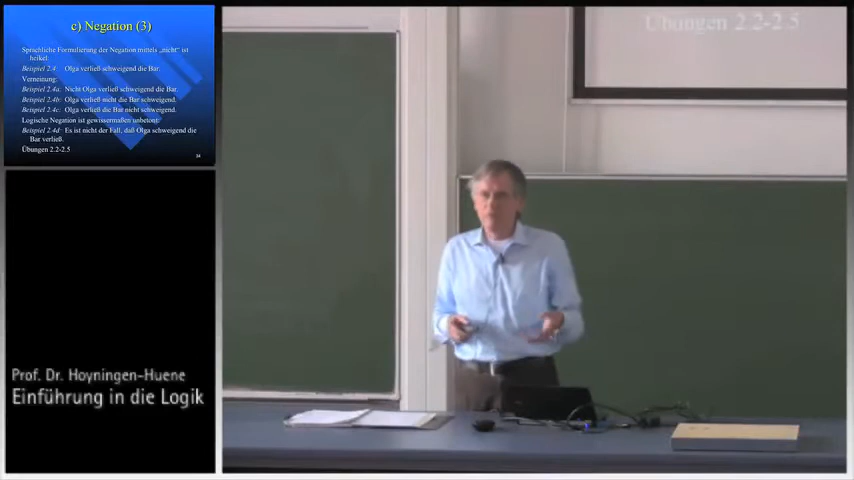 c) Negation (3)
Sprachliche Formulierung der Negation mittels „nicht" ist
heikel:
Beispiel 2.4: Olga verließ schweigend die Bar.
Verneinung:
Beispiel 2.4a: Nicht Olga verließ schweigend die Bar.
Beispiel 2.4b: Olga verließ nicht die Bar schweigend.
Beispiel 2.4c: Olga verließ die Bar nicht schweigend.
Logische Negation ist gewissermaßen unbetont:
Beispiel 2.4d: Es ist nicht der Fall, daß Olga schweigend die
Bar verließ.
Übungen 2.2-2.5
Übungen 2.2-2.5
Prof. Dr. Hoyningen-Huene
Einführung in die Logik